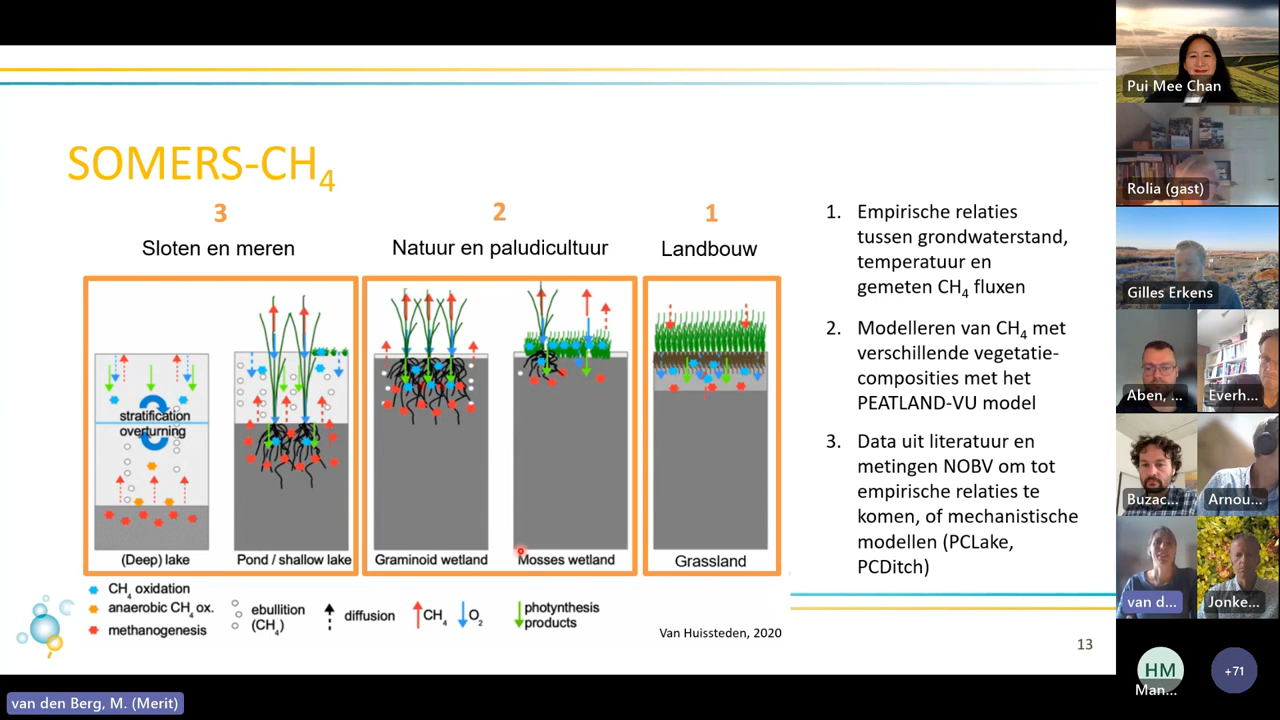 SOMERS-CH4
3
2
1
Sloten en meren
Natuur en paludicultuur
Landbouw
stratification
overturning
(Deep) lake
Pond / shallow lake
Graminoid wetland
Mosses wetland
Grassland
CH4 oxidation
anaerobic CH4 ox.
methanogenesis
ebullition
(CH4)
diffusion
CH4
O2
photynthesis
products
Van Huissteden, 2020
1. Empirische relaties
tussen grondwaterstand,
temperatuur en
gemeten CH4 fluxen
2. Modelleren van CH4 met
verschillende vegetatie-
composities met het
PEATLAND-VU model
3. Data uit literatuur en
metingen NOBV om tot
empirische relaties te
komen, of mechanistische
modellen (PCLake,
PCDitch)
13
Pui Mee Chan
Rolia (gast)
Gilles Erkens
Aben, ...
Everh...
Buzac...
Arnou...
van d...
Jonke...
HM
Man...
+71
van den Berg, M. (Merit)